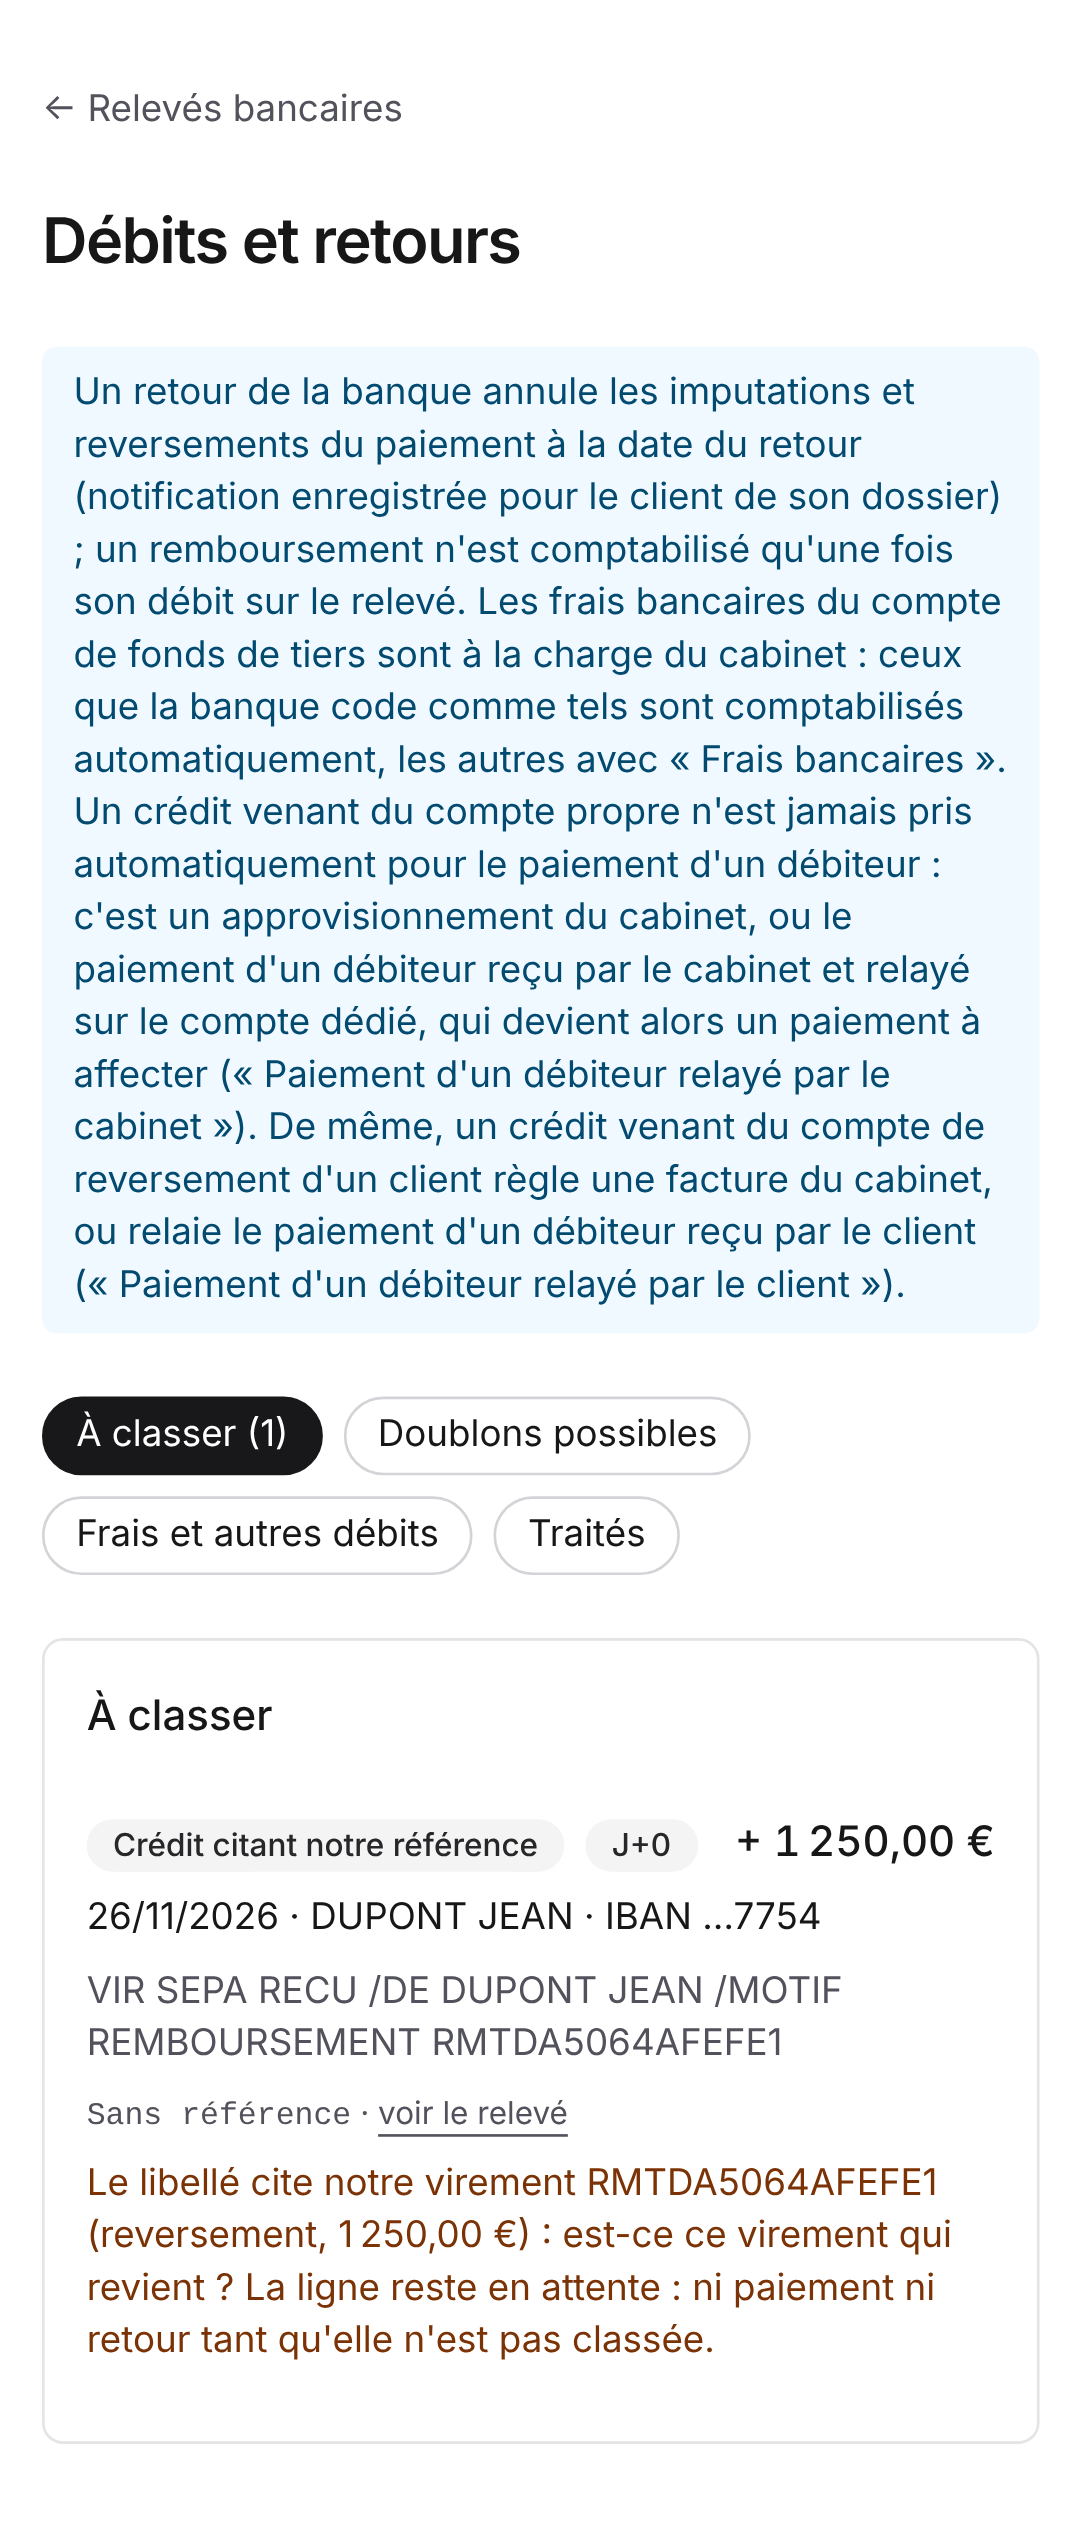 ← Relevés bancaires
Débits et retours
Un retour de la banque annule les imputations et
reversements du paiement à la date du retour
(notification enregistrée pour le client de son dossier)
; un remboursement n'est comptabilisé qu'une fois
son débit sur le relevé. Les frais bancaires du compte
de fonds de tiers sont à la charge du cabinet : ceux
que la banque code comme tels sont comptabilisés
automatiquement, les autres avec « Frais bancaires ».
Un crédit venant du compte propre n'est jamais pris
automatiquement pour le paiement d'un débiteur :
c'est un approvisionnement du cabinet, ou le
paiement d'un débiteur reçu par le cabinet et relayé
sur le compte dédié, qui devient alors un paiement à
affecter (« Paiement d'un débiteur relayé par le
cabinet »). De même, un crédit venant du compte de
reversement d'un client règle une facture du cabinet,
ou relaie le paiement d'un débiteur reçu par le client
(« Paiement d'un débiteur relayé par le client »).
À classer (1) Doublons possibles
Frais et autres débits Traités
À classer
Crédit citant notre référence J+0 + 1 250,00 €
26/11/2026 · DUPONT JEAN · IBAN …7754
VIR SEPA RECU /DE DUPONT JEAN /MOTIF
REMBOURSEMENT RMTDA5064AFEFE1
Sans référence · voir le relevé
Le libellé cite notre virement RMTDA5064AFEFE1
(reversement, 1 250,00 €) : est-ce ce virement qui
revient ? La ligne reste en attente : ni paiement ni
retour tant qu'elle n'est pas classée.